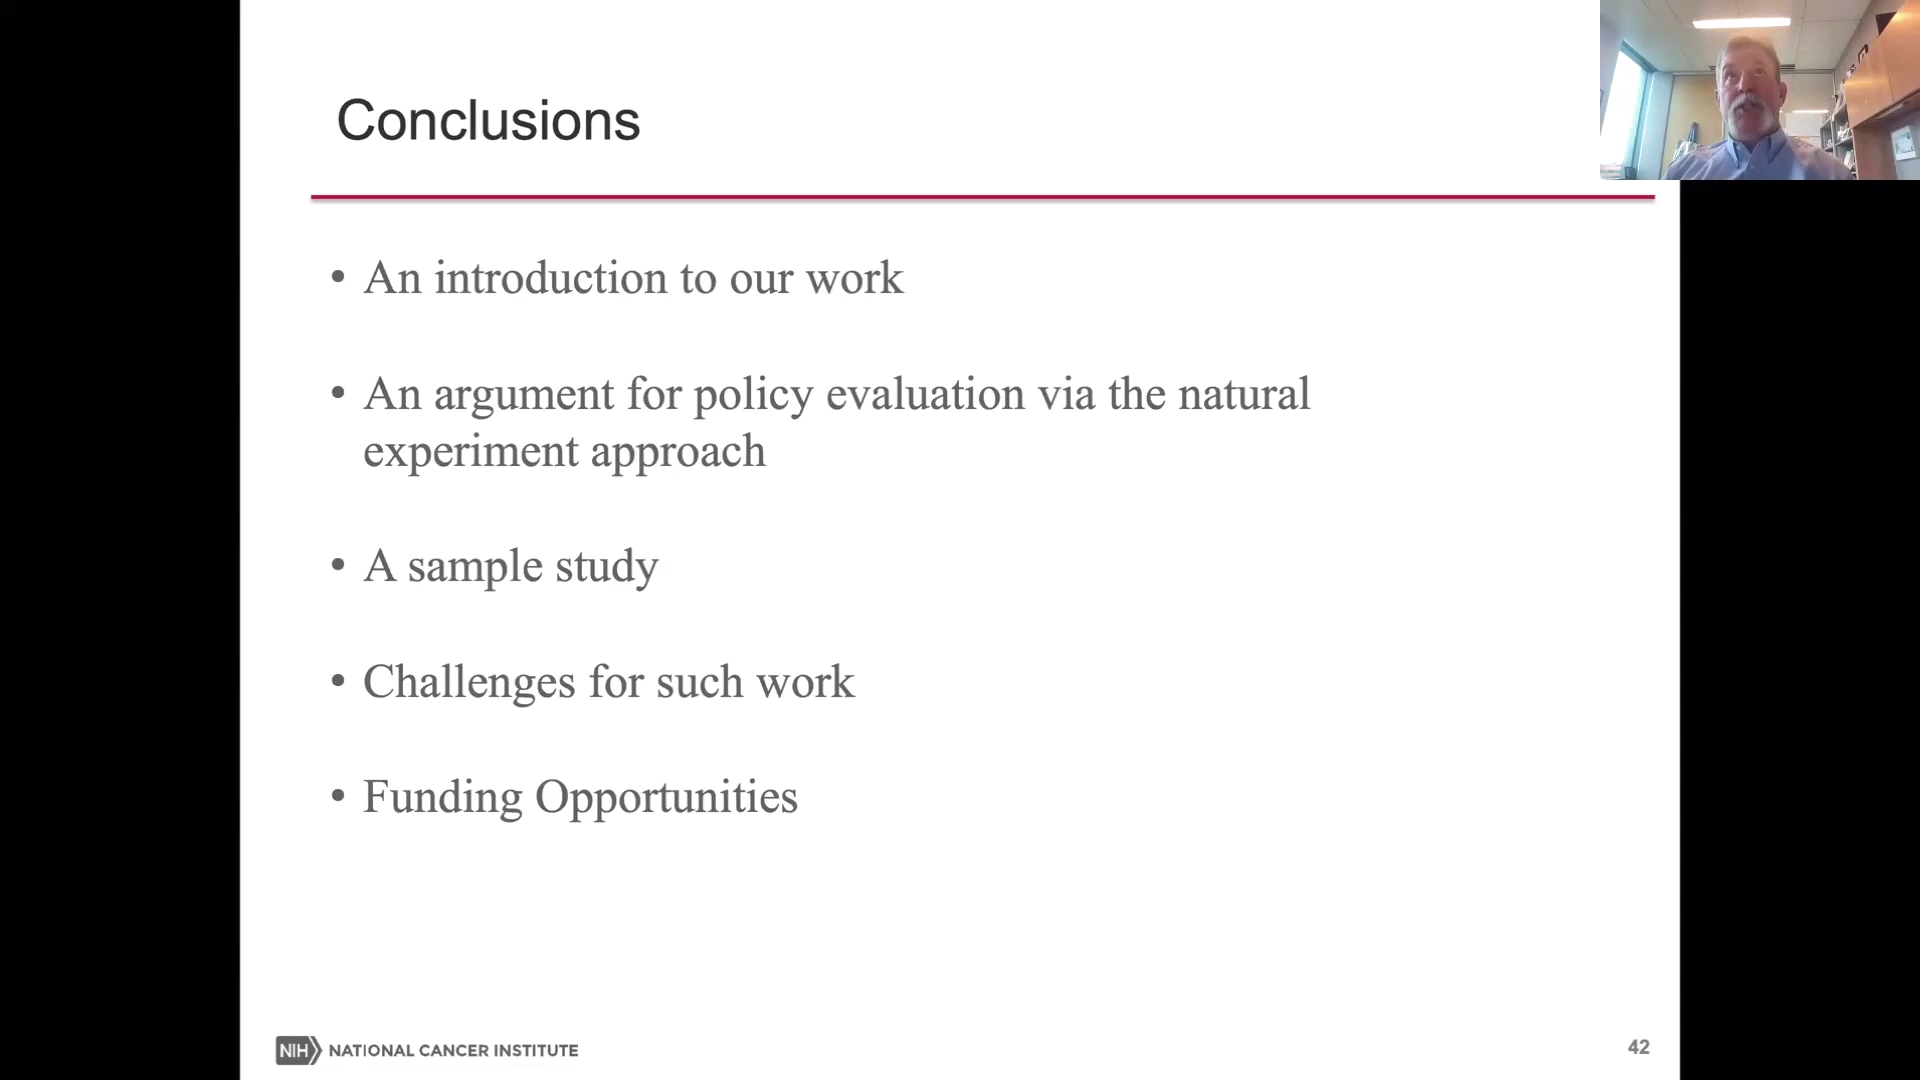 Conclusions
• An introduction to our work
• An argument for policy evaluation via the natural
experiment approach
• A sample study
• Challenges for such work
• Funding Opportunities
NIH NATIONAL CANCER INSTITUTE
42